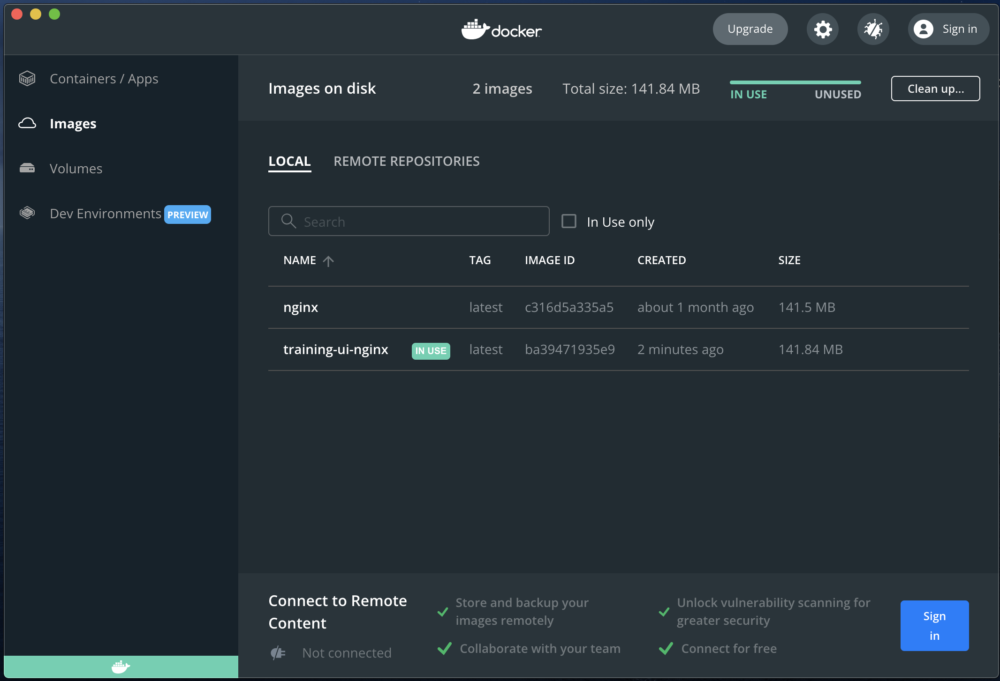 docker
Upgrade
Sign in
Containers / Apps
Images
Volumes
Dev Environments PREVIEW
Images on disk
2 images
Total size: 141.84 MB
IN USE
UNUSED
Clean up...
LOCAL
REMOTE REPOSITORIES
Search
In Use only
NAME TAG IMAGE ID CREATED SIZE
nginx latest c316d5a335a5 about 1 month ago 141.5 MB
training-ui-nginx IN USE latest ba39471935e9 2 minutes ago 141.84 MB
Connect to Remote
Content
Not connected
Store and backup your
images remotely
Collaborate with your team
Unlock vulnerability scanning for
greater security
Connect for free
Sign
in